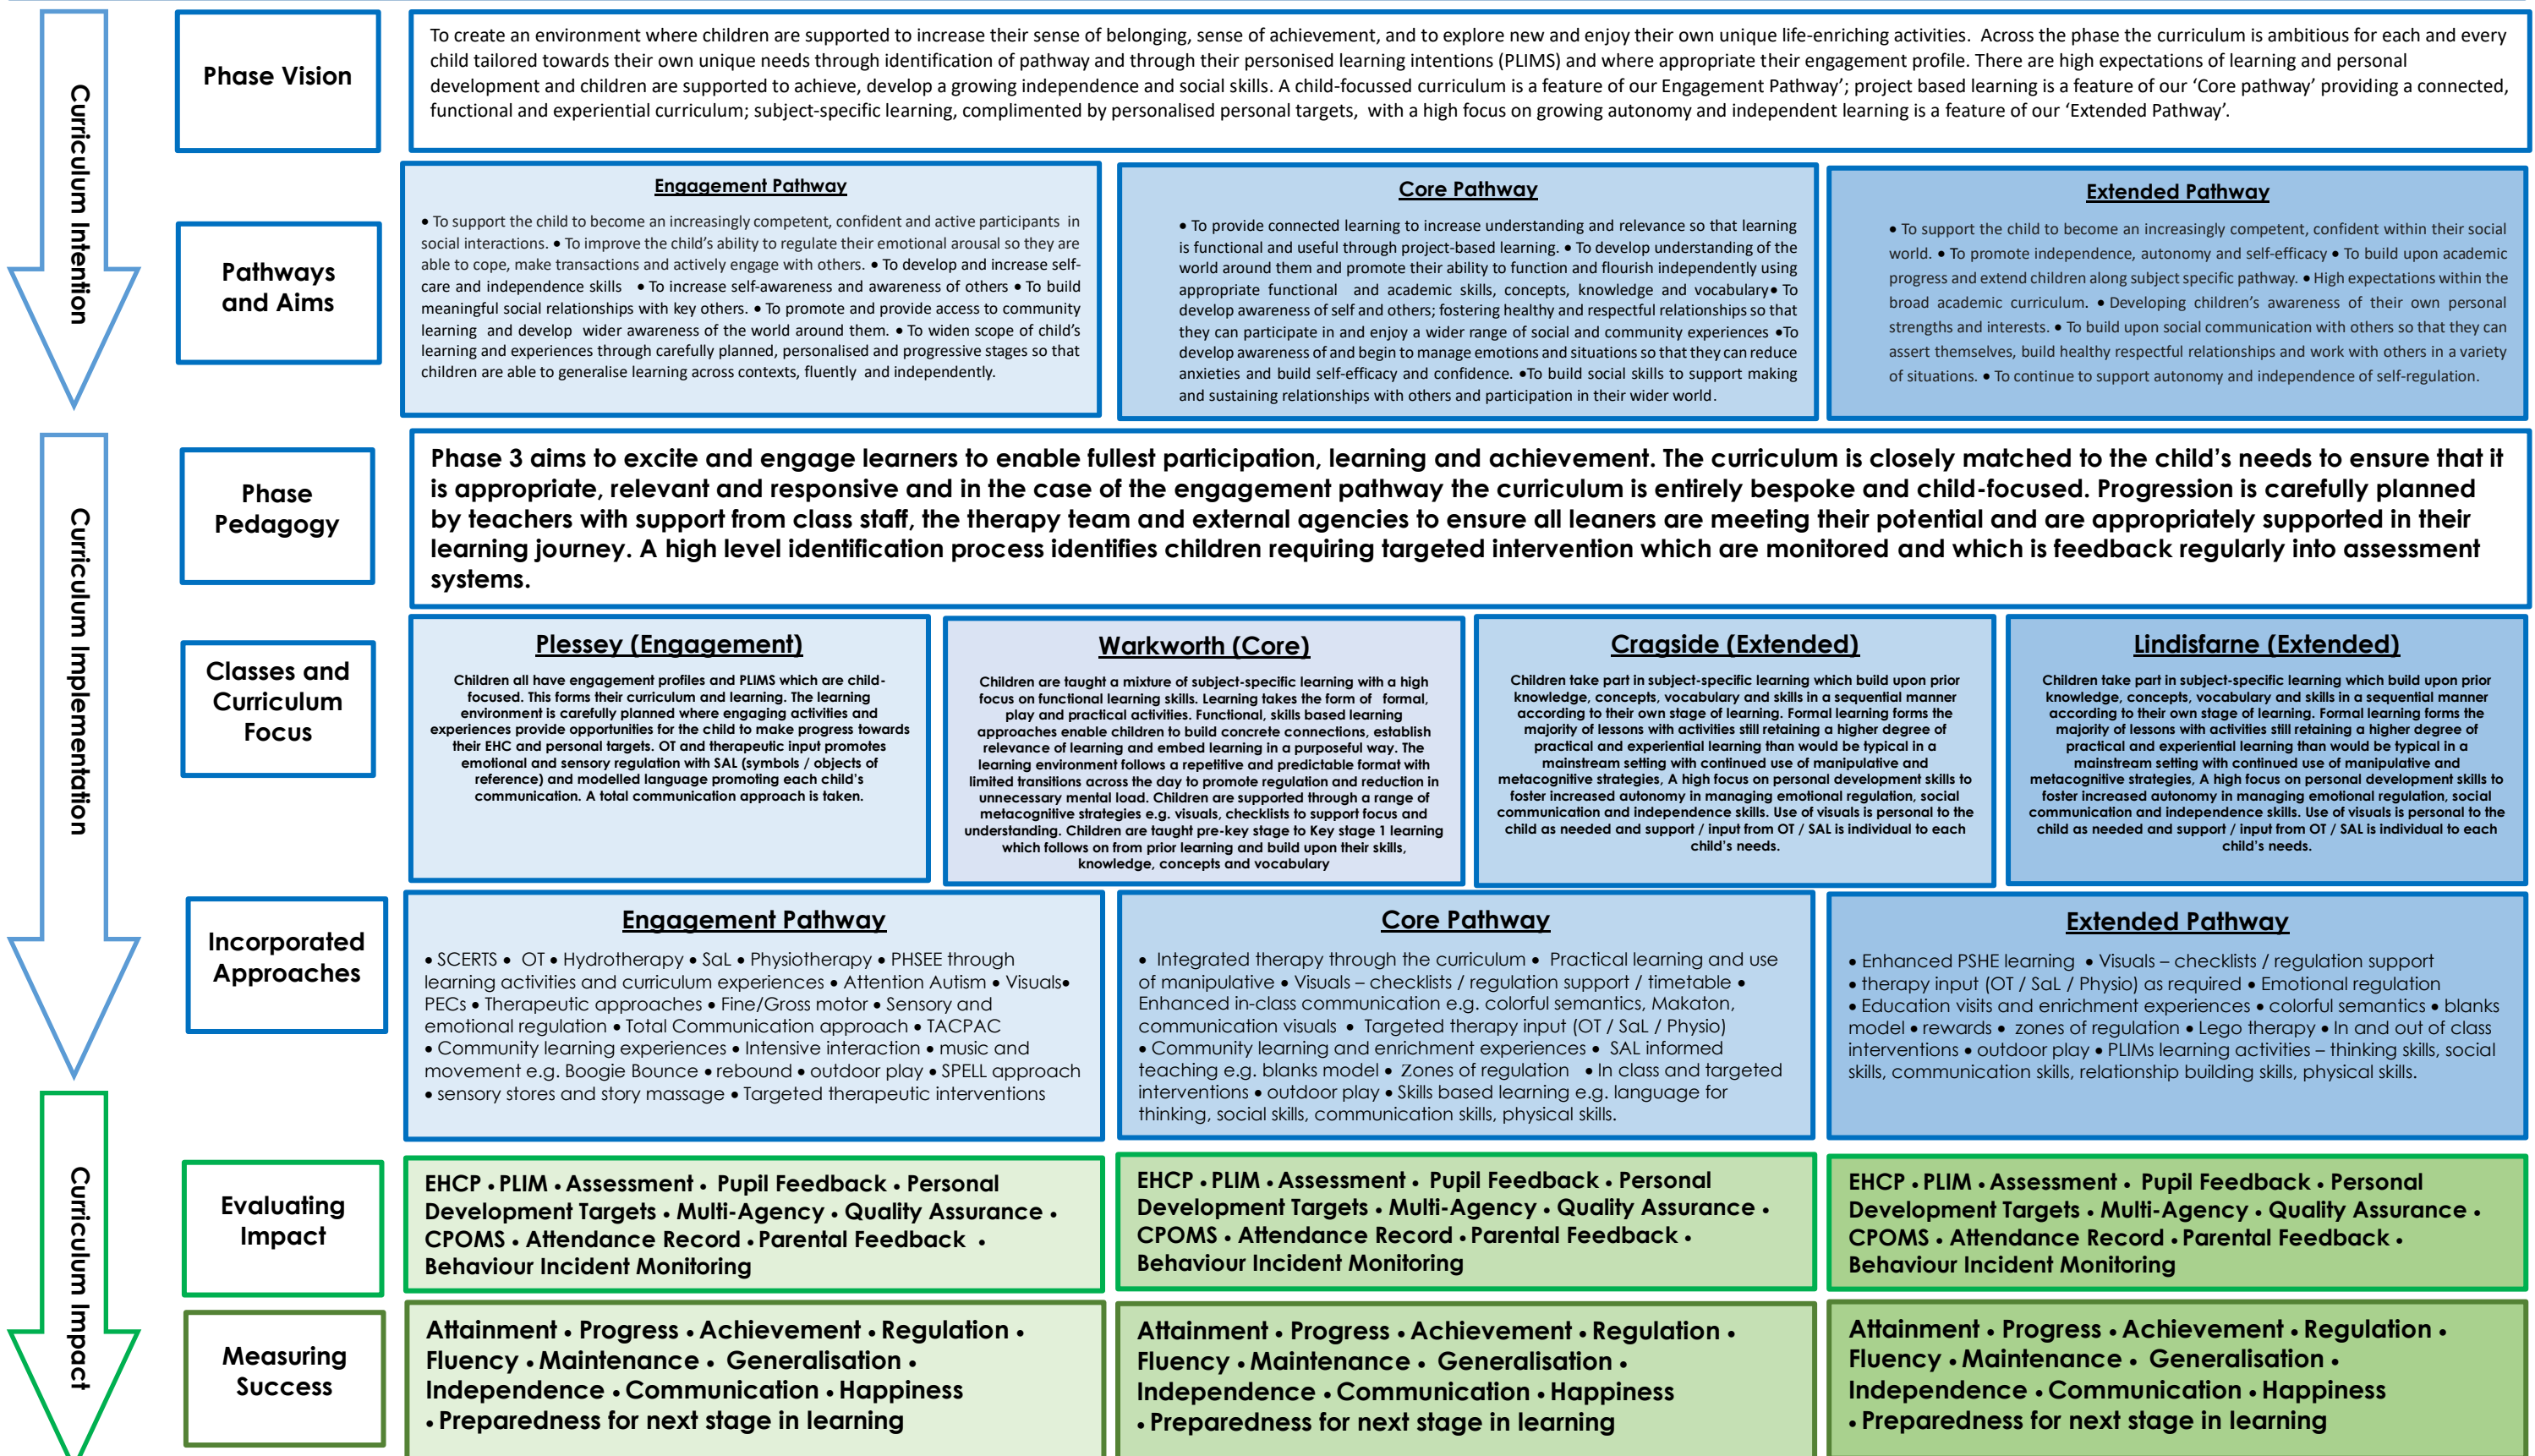 Curriculum Intention
Phase Vision
To create an environment where children are supported to increase their sense of belonging, sense of achievement, and to explore new and enjoy their own unique life-enriching activities.  Across the phase the curriculum is ambitious for each and every
child tailored towards their own unique needs through identification of pathway and through their personised learning intentions (PLIMS) and where appropriate their engagement profile. There are high expectations of learning and personal
development and children are supported to achieve, develop a growing independence and social skills. A child-focussed curriculum is a feature of our Engagement Pathway’; project based learning is a feature of our ‘Core pathway’ providing a connected,
functional and experiential curriculum; subject-specific learning, complimented by personalised personal targets,  with a high focus on growing autonomy and independent learning is a feature of our ‘Extended Pathway’.
Pathways
and Aims
Engagement Pathway
• To support the child to become an increasingly competent, confident and active participants  in
social interactions. • To improve the child’s ability to regulate their emotional arousal so they are
able to cope, make transactions and actively engage with others. • To develop and increase self-
care and independence skills   • To increase self-awareness and awareness of others • To build
meaningful social relationships with key others. • To promote and provide access to community
learning  and develop  wider awareness of the world around them. • To widen scope of child’s
learning and experiences through carefully planned, personalised and progressive stages so that
children are able to generalise learning across contexts, fluently  and independently.
Core Pathway
• To provide connected learning to increase understanding and relevance so that learning
is functional and useful through project-based learning. • To develop understanding of the
world around them and promote their ability to function and flourish independently using
appropriate functional  and academic skills, concepts, knowledge and vocabulary• To
develop awareness of self and others; fostering healthy and respectful relationships so that
they can participate in and enjoy a wider range of social and community experiences •To
develop awareness of and begin to manage emotions and situations so that they can reduce
anxieties and build self-efficacy and confidence. •To build social skills to support making
and sustaining relationships with others and participation in their wider world.
Extended Pathway
• To support the child to become an increasingly competent, confident within their social
world. • To promote independence, autonomy and self-efficacy • To build upon academic
progress and extend children along subject specific pathway. • High expectations within the
broad academic curriculum. • Developing children’s awareness of their own personal
strengths and interests. • To build upon social communication with others so that they can
assert themselves, build healthy respectful relationships and work with others in a variety
of situations. • To continue to support autonomy and independence of self-regulation.
Curriculum Implementation
Phase
Pedagogy
Phase 3 aims to excite and engage learners to enable fullest participation, learning and achievement. The curriculum is closely matched to the child’s needs to ensure that it
is appropriate, relevant and responsive and in the case of the engagement pathway the curriculum is entirely bespoke and child-focused. Progression is carefully planned
by teachers with support from class staff, the therapy team and external agencies to ensure all leaners are meeting their potential and are appropriately supported in their
learning journey. A high level identification process identifies children requiring targeted intervention which are monitored and which is feedback regularly into assessment
systems.
Classes and
Curriculum
Focus
Plessey (Engagement)
Children all have engagement profiles and PLIMS which are child-
focused. This forms their curriculum and learning. The learning
environment is carefully planned where engaging activities and
experiences provide opportunities for the child to make progress towards
their EHC and personal targets. OT and therapeutic input promotes
emotional and sensory regulation with SAL (symbols / objects of
reference) and modelled language promoting each child’s
communication. A total communication approach is taken.
Warkworth (Core)
Children are taught a mixture of subject-specific learning with a high
focus on functional learning skills. Learning takes the form of  formal,
play and practical activities. Functional, skills based learning
approaches enable children to build concrete connections, establish
relevance of learning and embed learning in a purposeful way. The
learning environment follows a repetitive and predictable format with
limited transitions across the day to promote regulation and reduction in
unnecessary mental load. Children are supported through a range of
metacognitive strategies e.g. visuals, checklists to support focus and
understanding. Children are taught pre-key stage to Key stage 1 learning
which follows on from prior learning and build upon their skills,
knowledge, concepts and vocabulary
Cragside (Extended)
Children take part in subject-specific learning which build upon prior
knowledge, concepts, vocabulary and skills in a sequential manner
according to their own stage of learning. Formal learning forms the
majority of lessons with activities still retaining a higher degree of
practical and experiential learning than would be typical in a
mainstream setting with continued use of manipulative and
metacognitive strategies, A high focus on personal development skills to
foster increased autonomy in managing emotional regulation, social
communication and independence skills. Use of visuals is personal to the
child as needed and support / input from OT / SAL is individual to each
child’s needs.
Lindisfarne (Extended)
Children take part in subject-specific learning which build upon prior
knowledge, concepts, vocabulary and skills in a sequential manner
according to their own stage of learning. Formal learning forms the
majority of lessons with activities still retaining a higher degree of
practical and experiential learning than would be typical in a
mainstream setting with continued use of manipulative and
metacognitive strategies, A high focus on personal development skills to
foster increased autonomy in managing emotional regulation, social
communication and independence skills. Use of visuals is personal to the
child as needed and support / input from OT / SAL is individual to each
child’s needs.
Incorporated
Approaches
Engagement Pathway
• SCERTS •  OT • Hydrotherapy • SaL • Physiotherapy • PHSEE through
learning activities and curriculum experiences • Attention Autism • Visuals•
PECs • Therapeutic approaches • Fine/Gross motor • Sensory and
emotional regulation • Total Communication approach • TACPAC
• Community learning experiences • Intensive interaction • music and
movement e.g. Boogie Bounce • rebound • outdoor play • SPELL approach
• sensory stores and story massage • Targeted therapeutic interventions
Core Pathway
•  Integrated therapy through the curriculum •  Practical learning and use
of manipulative • Visuals – checklists / regulation support / timetable •
Enhanced in-class communication e.g. colorful semantics, Makaton,
communication visuals  •  Targeted therapy input (OT / SaL / Physio)
• Community learning and enrichment experiences •  SAL informed
teaching e.g. blanks model • Zones of regulation   • In class and targeted
interventions • outdoor play • Skills based learning e.g. language for
thinking, social skills, communication skills, physical skills.
Extended Pathway
• Enhanced PSHE learning  • Visuals – checklists / regulation support
• therapy input (OT / SaL / Physio) as required • Emotional regulation
• Education visits and enrichment experiences • colorful semantics • blanks
model • rewards •  zones of regulation • Lego therapy • In and out of class
interventions • outdoor play • PLIMs learning activities – thinking skills, social
skills, communication skills, relationship building skills, physical skills.
Curriculum Impact
Evaluating
Impact
EHCP • PLIM • Assessment •  Pupil Feedback • Personal
Development Targets • Multi-Agency • Quality Assurance •
CPOMS • Attendance Record • Parental Feedback  •
Behaviour Incident Monitoring
EHCP • PLIM • Assessment •  Pupil Feedback • Personal
Development Targets • Multi-Agency • Quality Assurance •
CPOMS • Attendance Record • Parental Feedback •
Behaviour Incident Monitoring
EHCP • PLIM • Assessment •  Pupil Feedback • Personal
Development Targets • Multi-Agency • Quality Assurance •
CPOMS • Attendance Record • Parental Feedback •
Behaviour Incident Monitoring
Measuring
Success
Attainment • Progress • Achievement • Regulation •
Fluency • Maintenance •  Generalisation •
Independence • Communication • Happiness
• Preparedness for next stage in learning
Attainment • Progress • Achievement • Regulation •
Fluency • Maintenance •  Generalisation •
Independence • Communication • Happiness
• Preparedness for next stage in learning
Attainment • Progress • Achievement • Regulation •
Fluency • Maintenance •  Generalisation •
Independence • Communication • Happiness
• Preparedness for next stage in learning